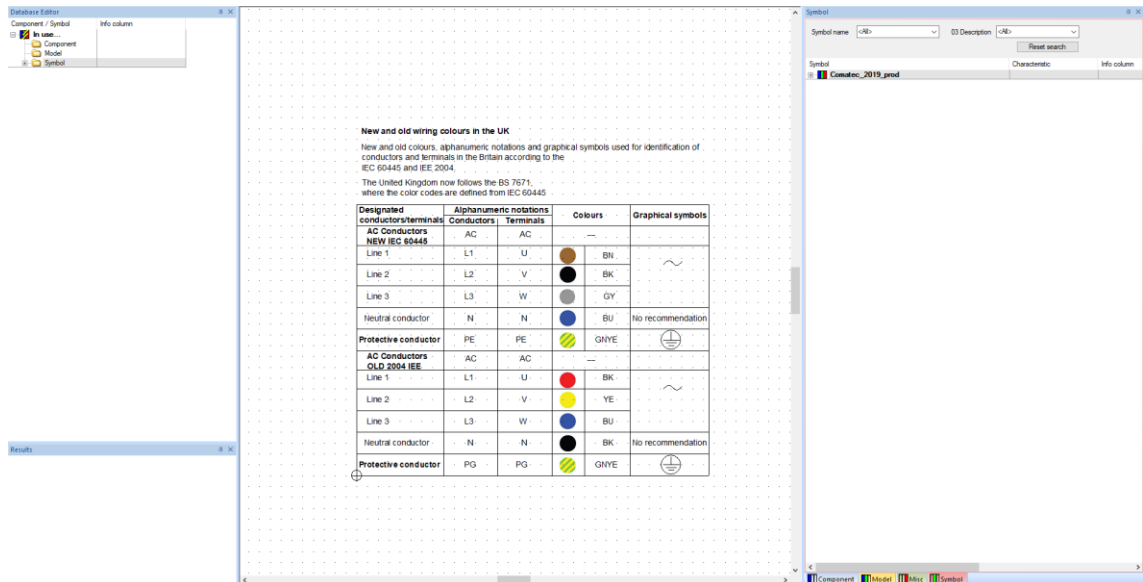 Database Editor
Component / Symbol Info column
In use...
Component
Model
Symbol
Results
New and old wiring colours in the UK
New and old colours, alphanumeric notations and graphical symbols used for identification of
conductors and terminals in the Britain according to the
IEC 60445 and IEE 2004.
The United Kingdom now follows the BS 7671,
where the color codes are defined from IEC 60445
Designated conductors/terminals Alphanumeric notations Colours Graphical symbols
Conductors Terminals
AC Conductors
NEW IEC 60445 AC AC —
Line 1 L1 U BN
Line 2 L2 V BK
Line 3 L3 W GY
Neutral conductor N N BU No recommendation
Protective conductor PE PE GNYE
AC Conductors
OLD 2004 IEE AC AC —
Line 1 L1 U BK
Line 2 L2 V YE
Line 3 L3 W BU
Neutral conductor N N BK No recommendation
Protective conductor PG PG GNYE
Symbol
Symbol name <All> 03 Description <All>
Reset search
Symbol Characteristic Info column
Comatec_2019_prod
Component Model Misc Symbol